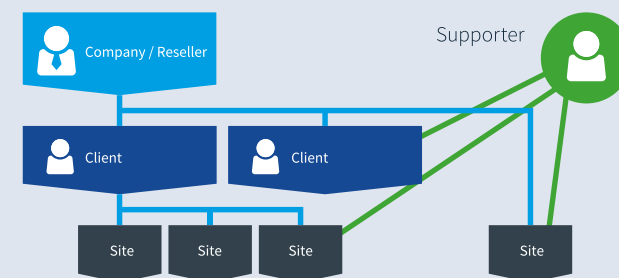 Supporter
Company / Reseller
Client
Client
Site
Site
Site
Site